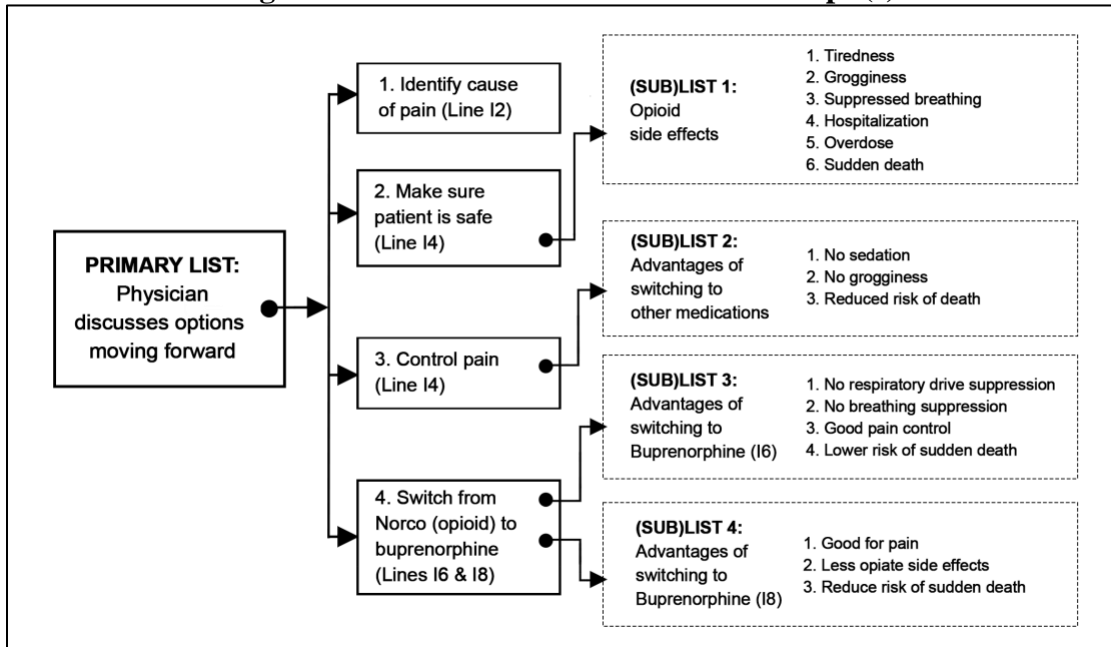 PRIMARY LIST:
Physician
discusses options
moving forward
1. Identify cause
of pain (Line I2)
2. Make sure
patient is safe
(Line I4)
3. Control pain
(Line I4)
4. Switch from
Norco (opioid) to
buprenorphine
(Lines I6 & I8)
(SUB)LIST 1:
Opioid
side effects
1. Tiredness
2. Grogginess
3. Suppressed breathing
4. Hospitalization
5. Overdose
6. Sudden death
(SUB)LIST 2:
Advantages of
switching to
other medications
1. No sedation
2. No grogginess
3. Reduced risk of death
(SUB)LIST 3:
Advantages of
switching to
Buprenorphine (I6)
1. No respiratory drive suppression
2. No breathing suppression
3. Good pain control
4. Lower risk of sudden death
(SUB)LIST 4:
Advantages of
switching to
Buprenorphine (I8)
1. Good for pain
2. Less opiate side effects
3. Reduce risk of sudden death